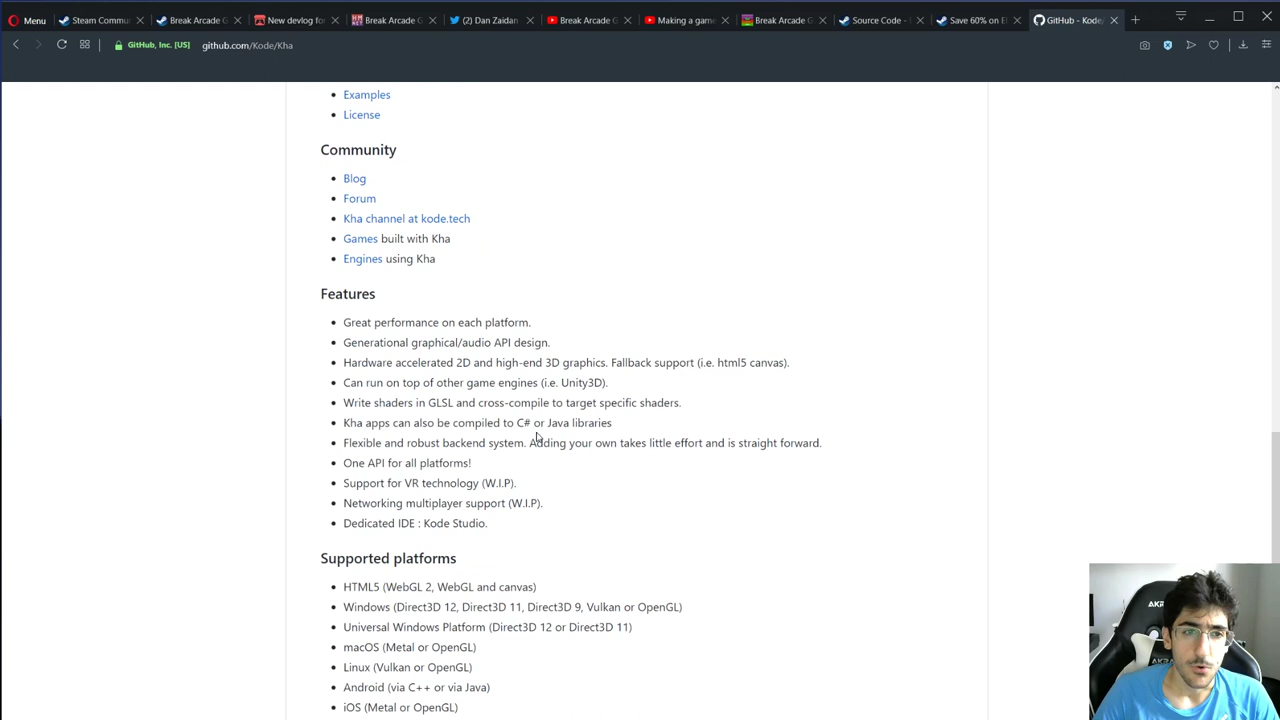 Menu
Steam Commun
Break Arcade G
New devlog for
Break Arcade G
(2) Dan Zaidan
Break Arcade G
Making a game
Break Arcade G
Source Code -
Save 60% on E
GitHub - Kode/
GitHub, Inc. [US]
github.com/Kode/Kha
Examples
License
Community
Blog
Forum
Kha channel at kode.tech
Games built with Kha
Engines using Kha
Features
Great performance on each platform.
Generational graphical/audio API design.
Hardware accelerated 2D and high-end 3D graphics. Fallback support (i.e. html5 canvas).
Can run on top of other game engines (i.e. Unity3D).
Write shaders in GLSL and cross-compile to target specific shaders.
Kha apps can also be compiled to C# or Java libraries
Flexible and robust backend system. Adding your own takes little effort and is straight forward.
One API for all platforms!
Support for VR technology (W.I.P).
Networking multiplayer support (W.I.P).
Dedicated IDE : Kode Studio.
Supported platforms
HTML5 (WebGL 2, WebGL and canvas)
Windows (Direct3D 12, Direct3D 11, Direct3D 9, Vulkan or OpenGL)
Universal Windows Platform (Direct3D 12 or Direct3D 11)
macOS (Metal or OpenGL)
Linux (Vulkan or OpenGL)
Android (via C++ or via Java)
iOS (Metal or OpenGL)